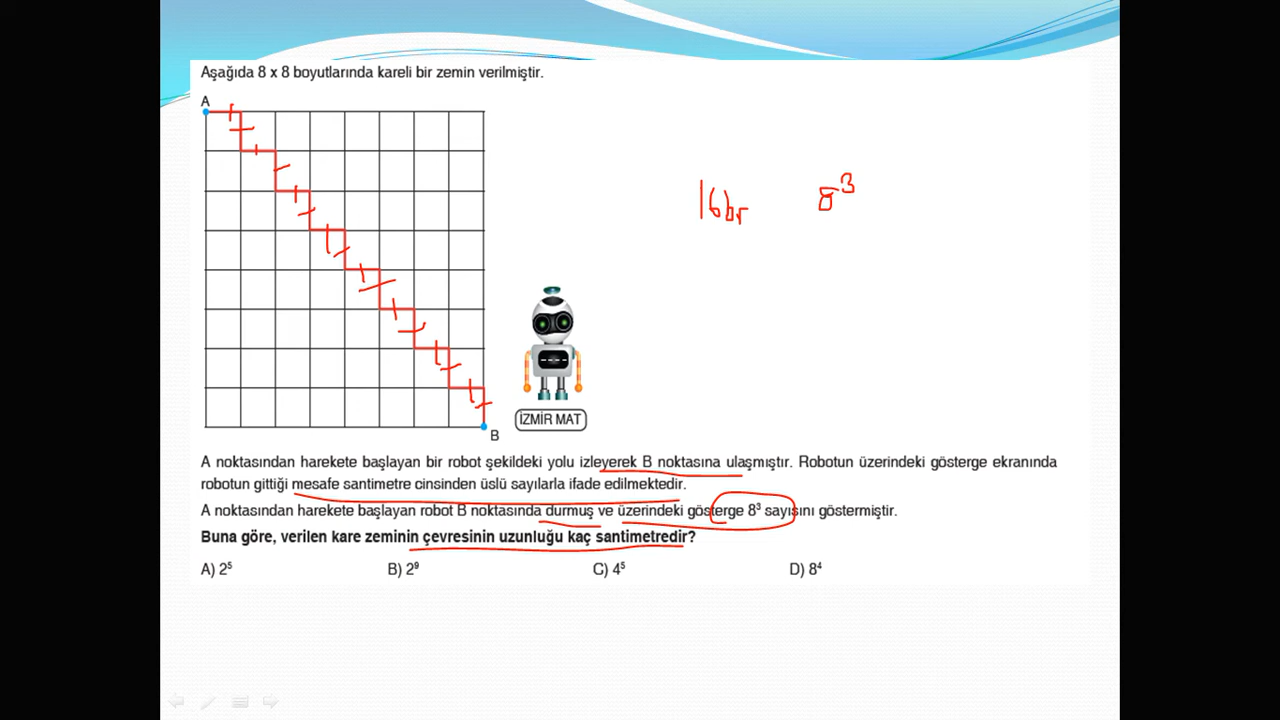 Aşağıda 8 x 8 boyutlarında kareli bir zemin verilmiştir.
A
16br 8³
İZMİR MAT
B
A noktasından harekete başlayan bir robot şekildeki yolu izleyerek B noktasına ulaşmıştır. Robotun üzerindeki gösterge ekranında
robotun gittiği mesafe santimetre cinsinden üslü sayılarla ifade edilmektedir.
A noktasından harekete başlayan robot B noktasında durmuş ve üzerindeki gösterge 8³ sayısını göstermiştir.
Buna göre, verilen kare zeminin çevresinin uzunluğu kaç santimetredir?
A) 2⁵ B) 2⁹ C) 4⁵ D) 8⁴